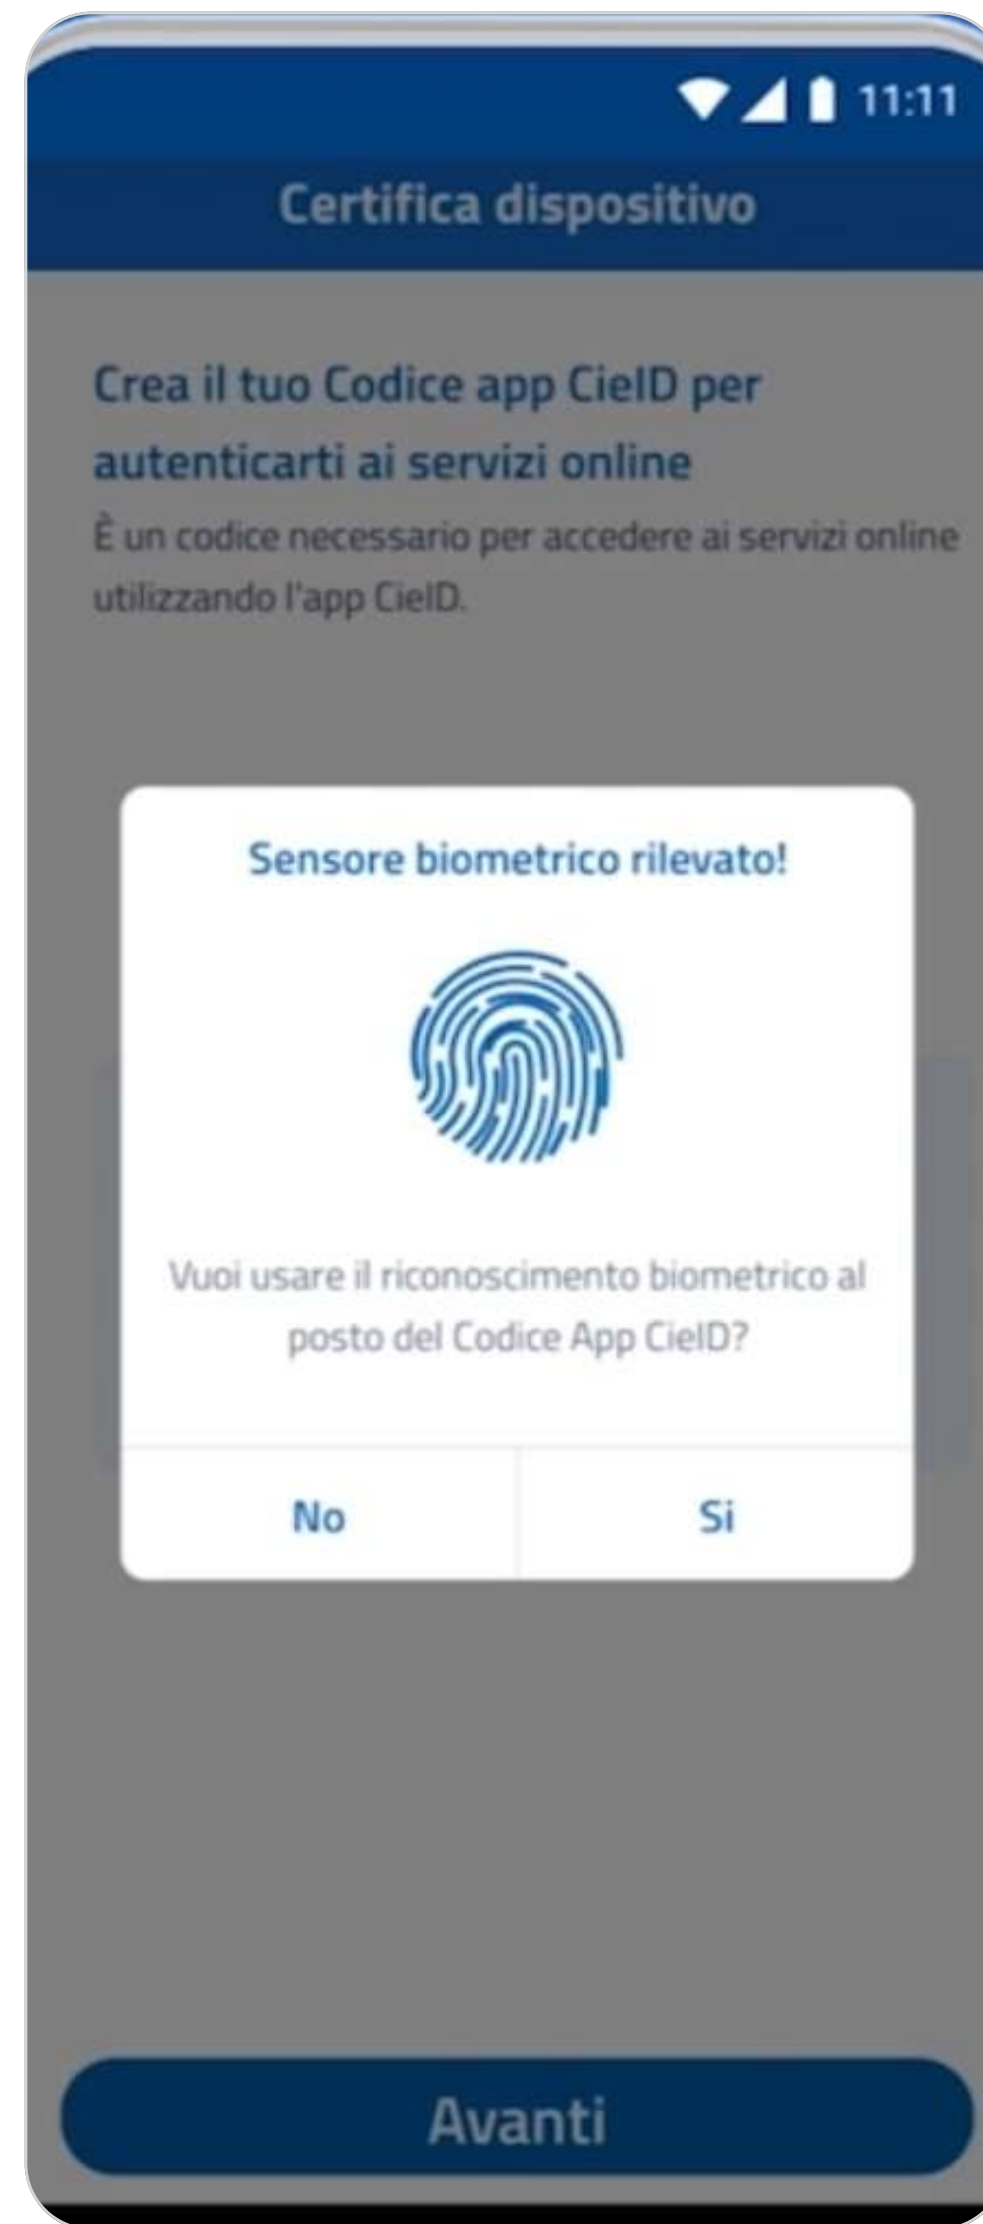 11:11
Certifica dispositivo
Crea il tuo Codice app CieID per
autenticarti ai servizi online
È un codice necessario per accedere ai servizi online
utilizzando l'app CieID.
Sensore biometrico rilevato!
Vuoi usare il riconoscimento biometrico al
posto del Codice App CieID?
No
Si
Avanti